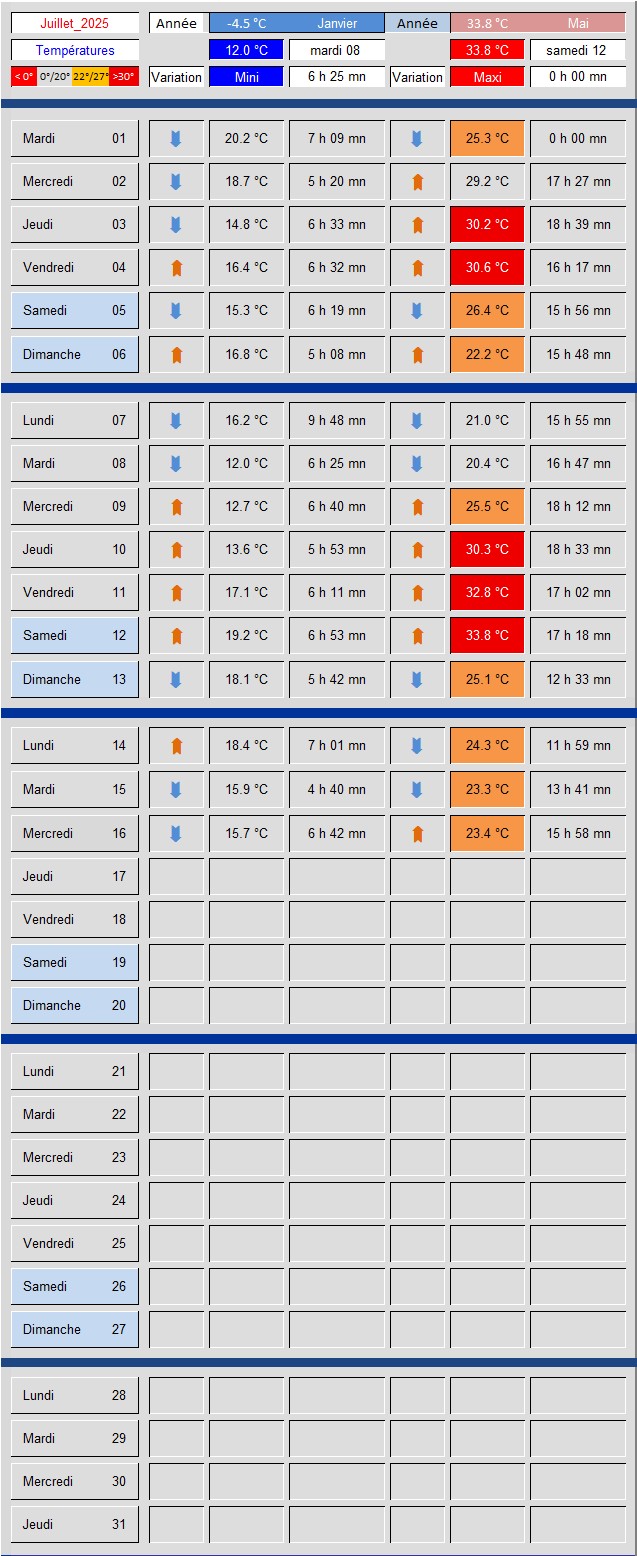 Juillet_2025 Année -4.5 °C Janvier Année 33.8 °C Mai
Températures 12.0 °C mardi 08 33.8 °C samedi 12
< 0° 0°/20° 22°/27° >30° Variation Mini 6 h 25 mn Variation Maxi 0 h 00 mn
Mardi 01 20.2 °C 7 h 09 mn 25.3 °C 0 h 00 mn
Mercredi 02 18.7 °C 5 h 20 mn 29.2 °C 17 h 27 mn
Jeudi 03 14.8 °C 6 h 33 mn 30.2 °C 18 h 39 mn
Vendredi 04 16.4 °C 6 h 32 mn 30.6 °C 16 h 17 mn
Samedi 05 15.3 °C 6 h 19 mn 26.4 °C 15 h 56 mn
Dimanche 06 16.8 °C 5 h 08 mn 22.2 °C 15 h 48 mn
Lundi 07 16.2 °C 9 h 48 mn 21.0 °C 15 h 55 mn
Mardi 08 12.0 °C 6 h 25 mn 20.4 °C 16 h 47 mn
Mercredi 09 12.7 °C 6 h 40 mn 25.5 °C 18 h 12 mn
Jeudi 10 13.6 °C 5 h 53 mn 30.3 °C 18 h 33 mn
Vendredi 11 17.1 °C 6 h 11 mn 32.8 °C 17 h 02 mn
Samedi 12 19.2 °C 6 h 53 mn 33.8 °C 17 h 18 mn
Dimanche 13 18.1 °C 5 h 42 mn 25.1 °C 12 h 33 mn
Lundi 14 18.4 °C 7 h 01 mn 24.3 °C 11 h 59 mn
Mardi 15 15.9 °C 4 h 40 mn 23.3 °C 13 h 41 mn
Mercredi 16 15.7 °C 6 h 42 mn 23.4 °C 15 h 58 mn
Jeudi 17
Vendredi 18
Samedi 19
Dimanche 20
Lundi 21
Mardi 22
Mercredi 23
Jeudi 24
Vendredi 25
Samedi 26
Dimanche 27
Lundi 28
Mardi 29
Mercredi 30
Jeudi 31